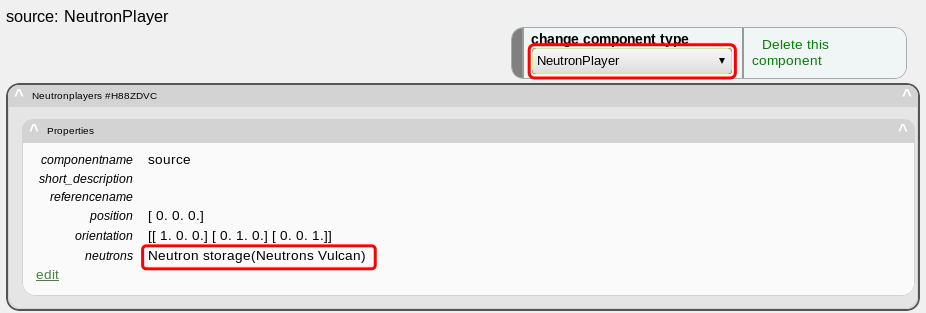 source: NeutronPlayer
change component type
NeutronPlayer ▼
Delete this
component
^ Neutronplayers #H88ZDVC ^
^ Properties ^
componentname source
short_description
referencename
position [ 0. 0. 0.]
orientation [[ 1. 0. 0.] [ 0. 1. 0.] [ 0. 0. 1.]]
neutrons Neutron storage(Neutrons Vulcan)
edit